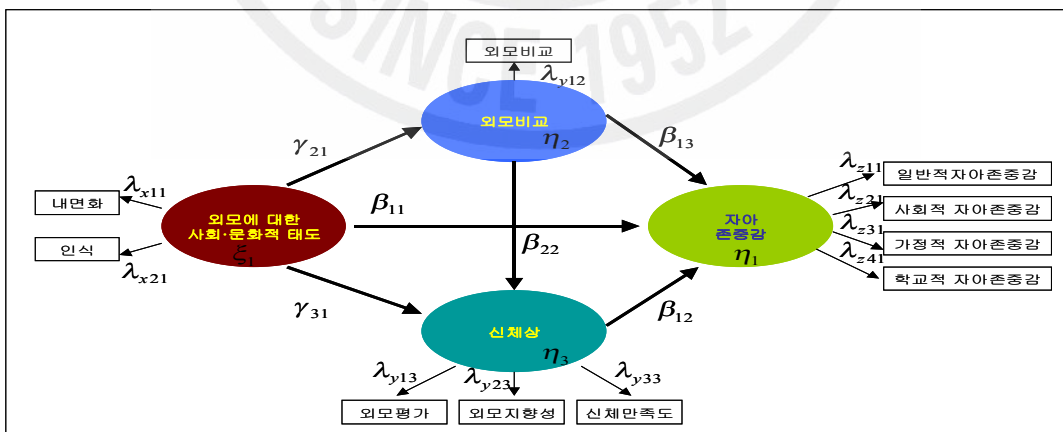 SINCE 1952
외모비교
λy12
외모비교
η2
γ21
β13
λx11
내면화
외모에 대한
사회·문화적 태도
ξ1
인식
λx21
β11
β22
자아
존중감
η1
λz11
일반적자아존중감
λz21
사회적 자아존중감
λz31
가정적 자아존중감
λz41
학교적 자아존중감
γ31
β12
신체상
η3
λy13
λy23
λy33
외모평가
외모지향성
신체만족도